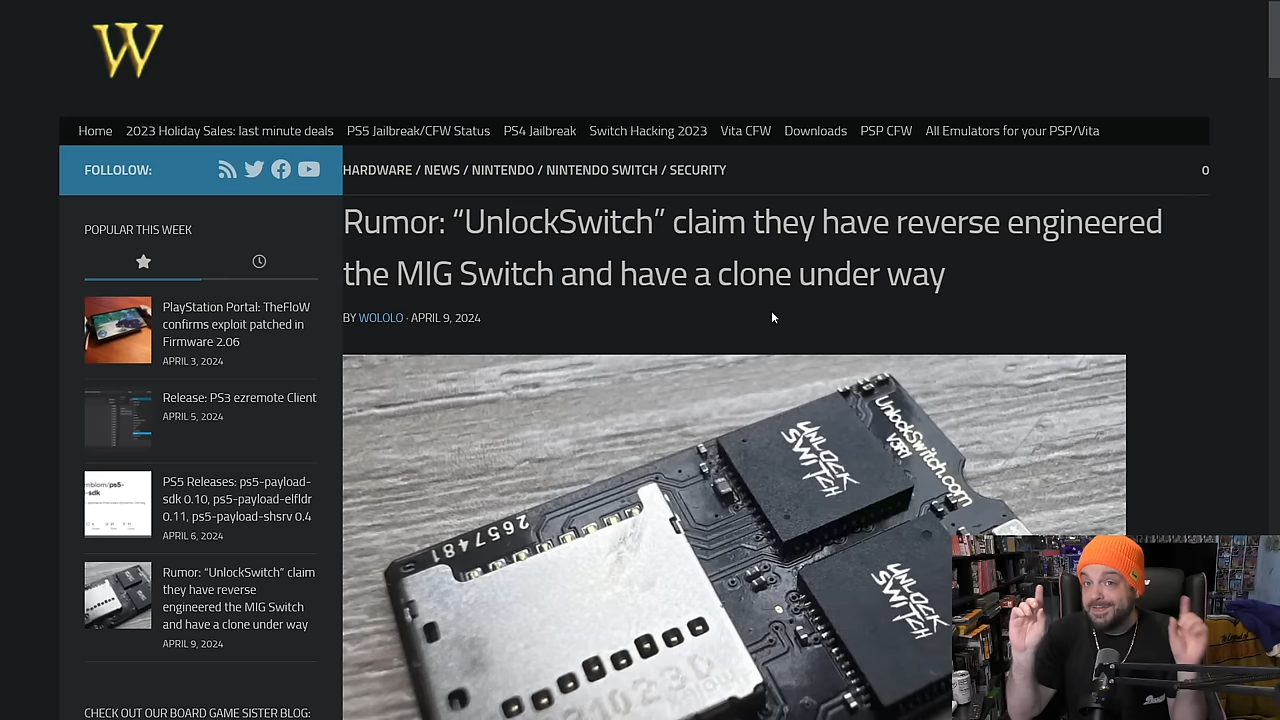 W
Home 2023 Holiday Sales: last minute deals PS5 Jailbreak/CFW Status PS4 Jailbreak Switch Hacking 2023 Vita CFW Downloads PSP CFW All Emulators for your PSP/Vita
FOLLOLOW:
HARDWARE / NEWS / NINTENDO / NINTENDO SWITCH / SECURITY 0
Rumor: “UnlockSwitch” claim they have reverse engineered
the MIG Switch and have a clone under way
BY WOLOLO · APRIL 9, 2024
POPULAR THIS WEEK
PlayStation Portal: TheFloW
confirms exploit patched in
Firmware 2.06
APRIL 3, 2024
Release: PS3 ezremote Client
APRIL 5, 2024
PS5 Releases: ps5-payload-
sdk 0.10, ps5-payload-elfldr
0.11, ps5-payload-shsrv 0.4
APRIL 6, 2024
Rumor: “UnlockSwitch” claim
they have reverse
engineered the MIG Switch
and have a clone under way
APRIL 9, 2024
CHECK OUT OUR BOARD GAME SISTER BLOG:
UnlockSwitch.com
V3R1
UNLOCK
SWITCH
UNLOCK
SWITCH
2657481